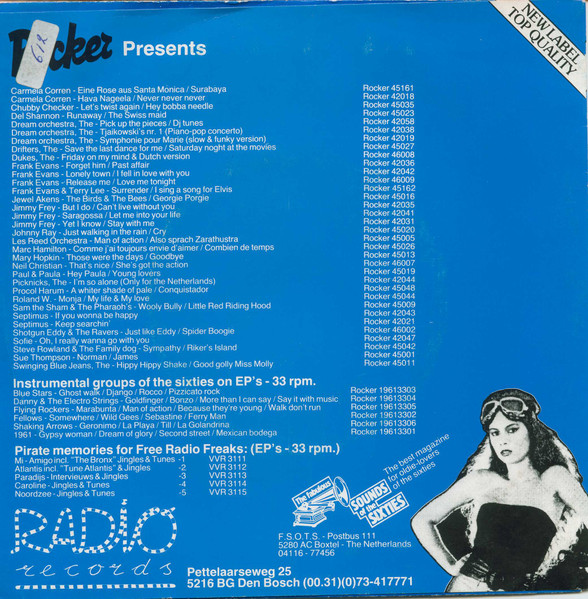 Rocker Presents
61R
NEW LABEL
TOP QUALITY
Carmela Corren - Eine Rose aus Santa Monica / Surabaya Rocker 45161
Carmela Corren - Hava Nageela / Never never never Rocker 42018
Chubby Checker - Let's twist again / Hey bobba needle Rocker 45035
Del Shannon - Runaway / The Swiss maid Rocker 45023
Dream orchestra, The - Pick up the pieces / Dj tunes Rocker 42058
Dream orchestra, The - Tjaikowski's nr. 1 (Piano-pop concerto) Rocker 42038
Dream orchestra, The - Symphonie pour Marie (slow & funky version) Rocker 42019
Drifters, The - Save the last dance for me / Saturday noght at the movies Rocker 45027
Dukes, The - Friday on my mind & Dutch version Rocker 46008
Frank Evans - Forget him / Past affair Rocker 42036
Frank Evans - Lonely town / I fell in love with you Rocker 42042
Frank Evans - Release me / Love me tonight Rocker 46009
Frank Evans & Terry Lee - Surrender / I sing a song for Elvis Rocker 45162
Jewel Akens - The Birds & The Bees / Georgie Porgie Rocker 45016
Jimmy Frey - But I do / Can't live without you Rocker 42035
Jimmy Frey - Saragossa / Let me into your life Rocker 42041
Jimmy Frey - Yet I know / Stay with me Rocker 42031
Johnny Ray - Just walking in the rain / Cry Rocker 45020
Les Reed Orchestra - Man of action / Also sprach Zarathustra Rocker 45005
Marc Hamilton - Comme j'ai toujours envie d'aimer / Combien de temps Rocker 45026
Mary Hopkin - Those were the days / Goodbye Rocker 45013
Neil Christian - That's nice / She's got the action Rocker 46007
Paul & Paula - Hey Paula / Young lovers Rocker 45019
Picknicks, The - I'm so alone (Only for the Netherlands) Rocker 42044
Procol Harum - A whiter shade of pale / Conquistador Rocker 45048
Roland W. - Monja / My life & My love Rocker 45044
Sam the Sham & The Pharaoh's - Wooly Bully / Little Red Riding Hood Rocker 45009
Septimus - If you wonna be happy Rocker 42043
Septimus - Keep searchin' Rocker 42021
Shotgun Eddy & the Ravers - Just like Eddy / Spider Boogie Rocker 46002
Sofie - Oh, I really wanna go with you Rocker 42047
Steve Rowland & The Family dog - Sympathy / Riker's Island Rocker 45042
Sue Thompson - Norman / James Rocker 45001
Swinging Blue Jeans, The - Hippy Hippy Shake / Good golly Miss Molly Rocker 45011
Instrumental groups of the sixties on EP's - 33 rpm.
Blue Stars - Ghost walk / Django / Rocco / Pizzicato rock Rocker 19613303
Danny & The Electro Strings - Goldfinger / Bonzo / More than I can say / Say it with music Rocker 19613304
Flying Rockers - Marabunta / Man of action / Because they're young / Walk don't run Rocker 19613305
Fellows - Somewhere / Wild Gees / Sebastine / Ferry Man Rocker 19613302
Shaking Arrows - Geronimo / La Playa / Till / La Golandrina Rocker 19613306
1961 - Gypsy woman / Dream of glory / Second street / Mexican bodega Rocker 19613301
Pirate memories for Free Radio Freaks: (EP's - 33 rpm.)
Mi - Amigo incl. "The Bronx" Jingles & Tunes -1 VVR 3111
Atlantis incl. "Tune Atlantis" & Jingles -2 VVR 3112
Paradijs - Interviews & Jingles -3 VVR 3113
Caroline - Jingles & Tunes -4 VVR 3114
Noordzee - Jingles & Tunes -5 VVR 3115
The fabulous
SOUNDS
of the
SIXTIES
The best magazine
for oldie-lovers
of the sixties
F.S.O.T.S. - Postbus 111
5280 AC Boxtel - The Netherlands
04116 - 77456
RADIO
records
Pettelaarseweg 25
5216 BG Den Bosch (00.31)(0)73-417771